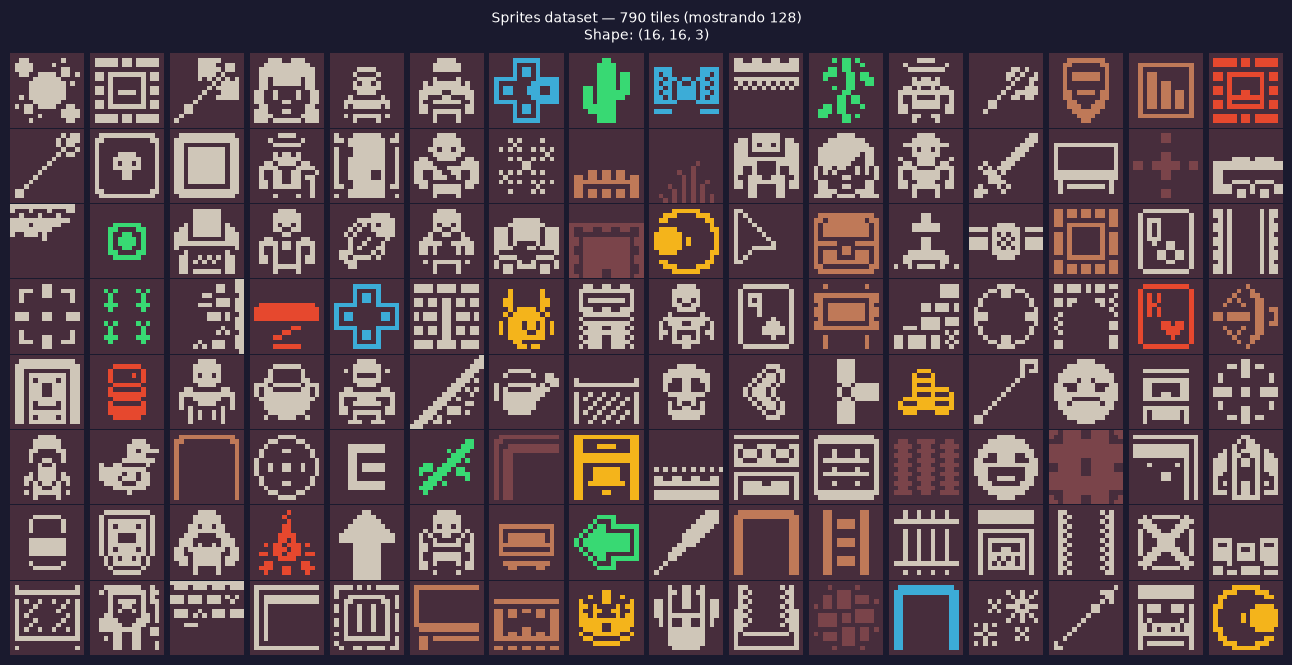 Sprites dataset — 790 tiles (mostrando 128)
Shape: (16, 16, 3)
K